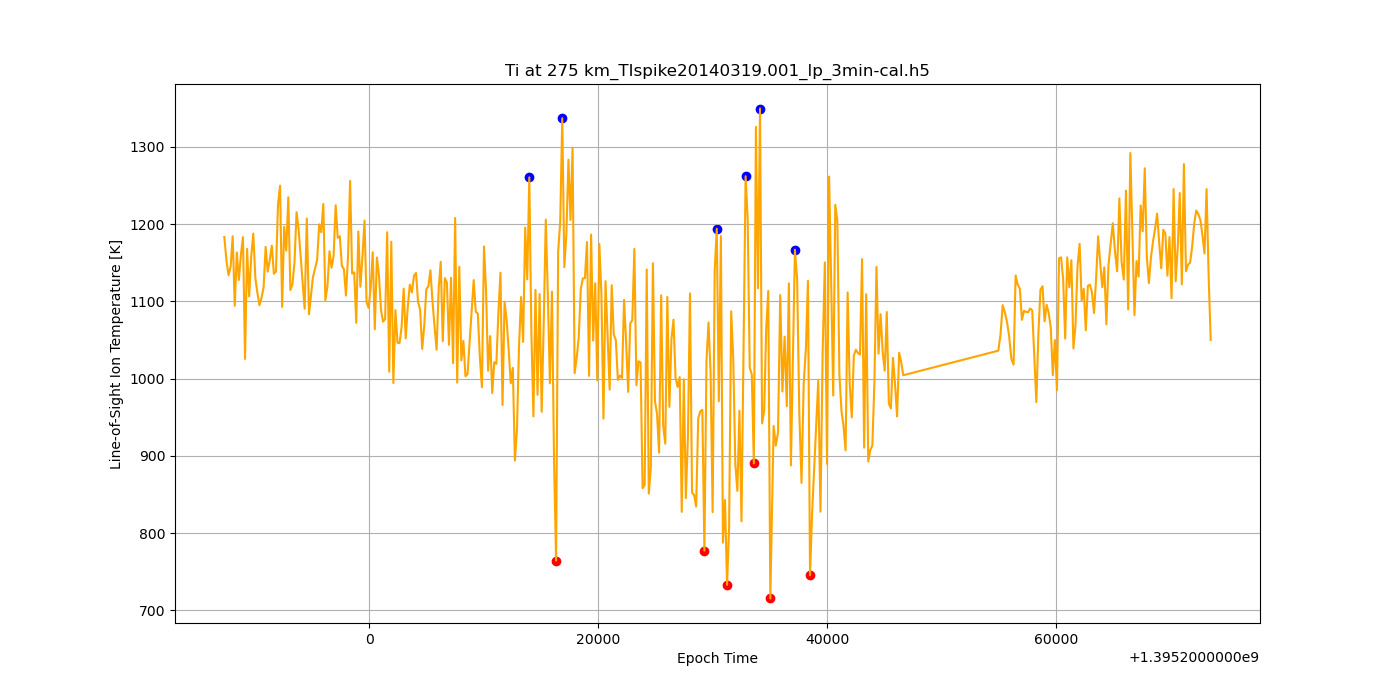 Ti at 275 km_TIspike20140319.001_lp_3min-cal.h5
Line-of-Sight Ion Temperature [K]
1300
1200
1100
1000
900
800
700
0 20000 40000 60000
Epoch Time
+1.3952000000e9